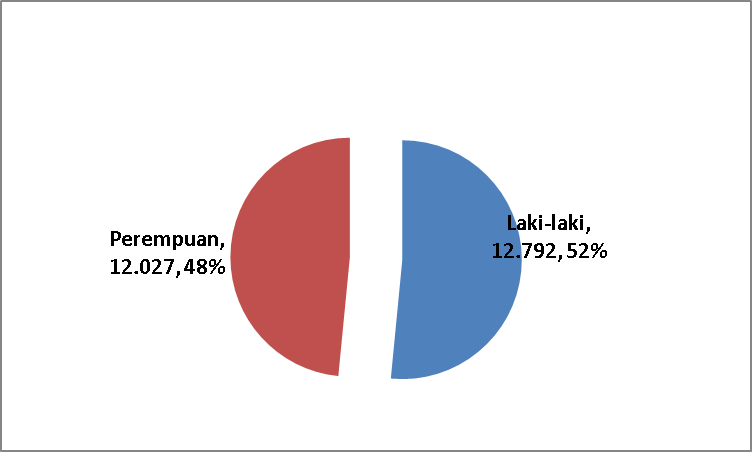 Perempuan,
12.027, 48%
Laki-laki,
12.792, 52%